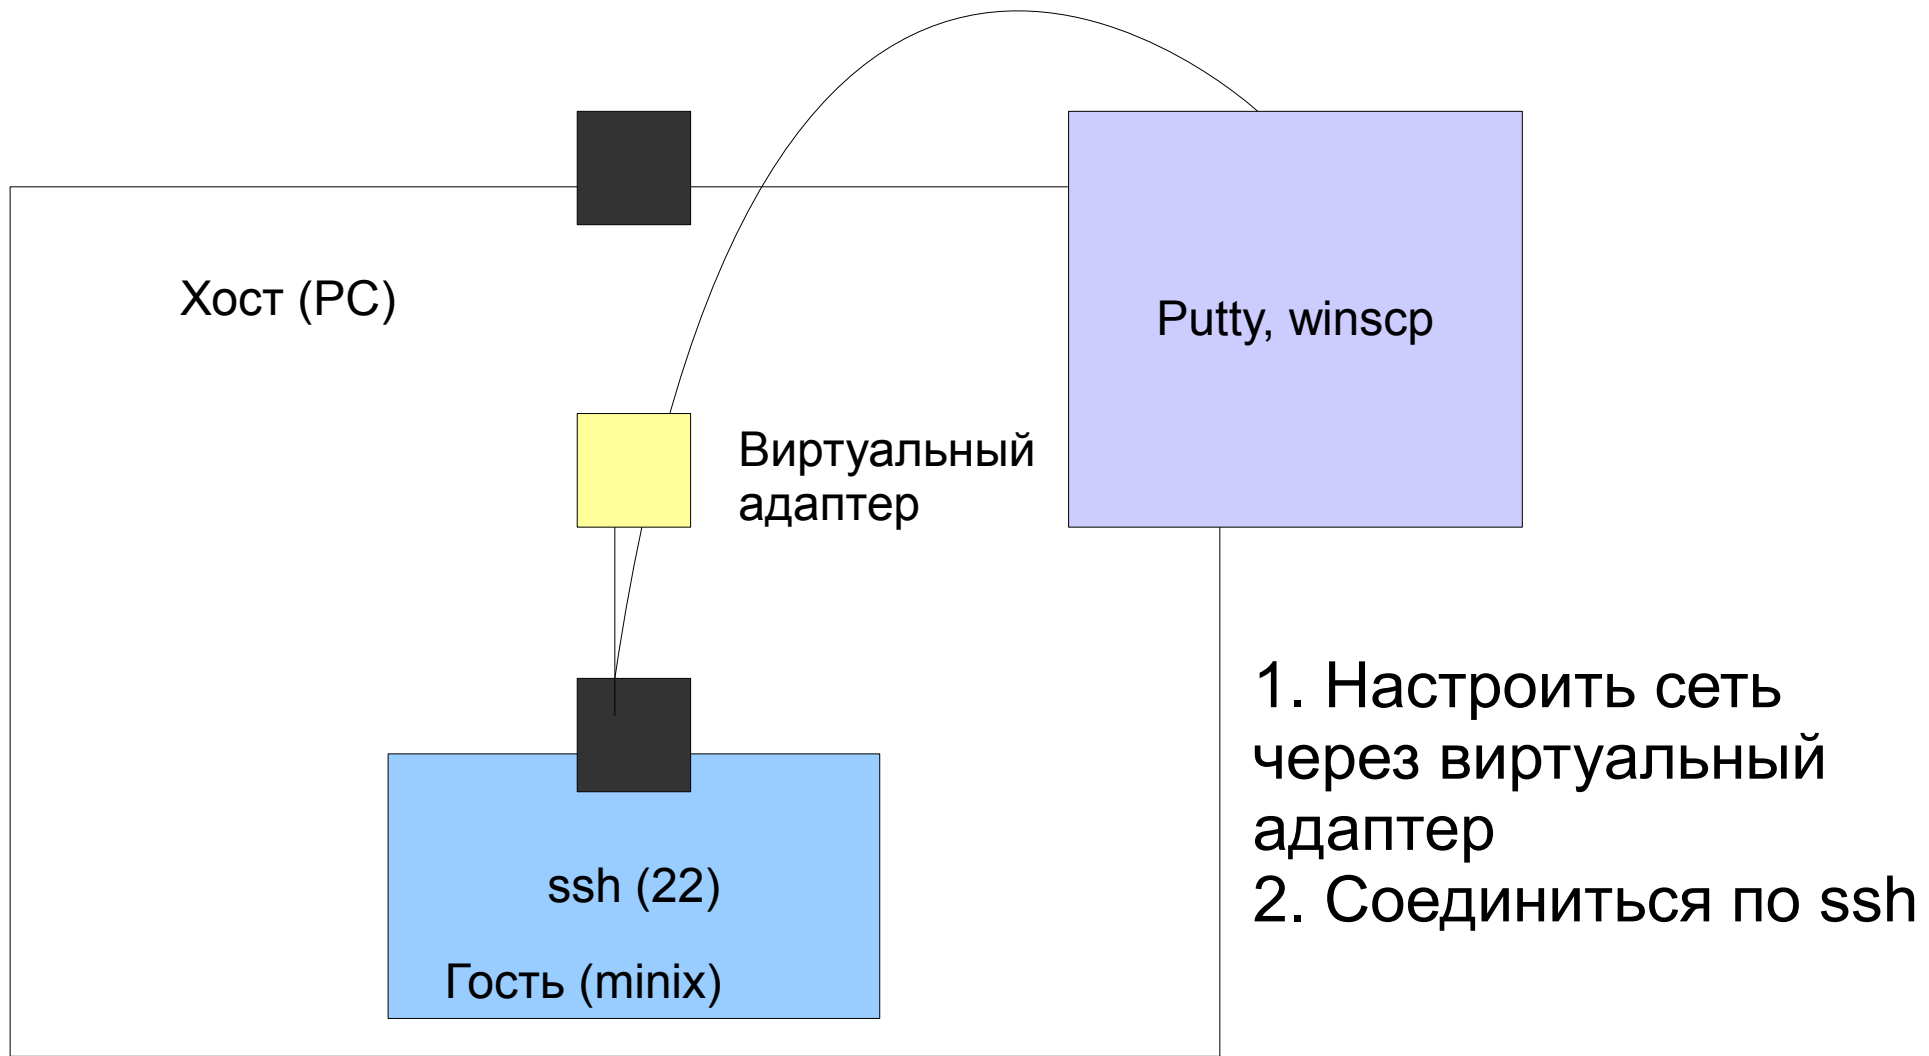 Хост (PC)
Putty, winscp
Виртуальный
адаптер
ssh (22)
Гость (minix)
1. Настроить сеть
через виртуальный
адаптер
2. Соединиться по ssh